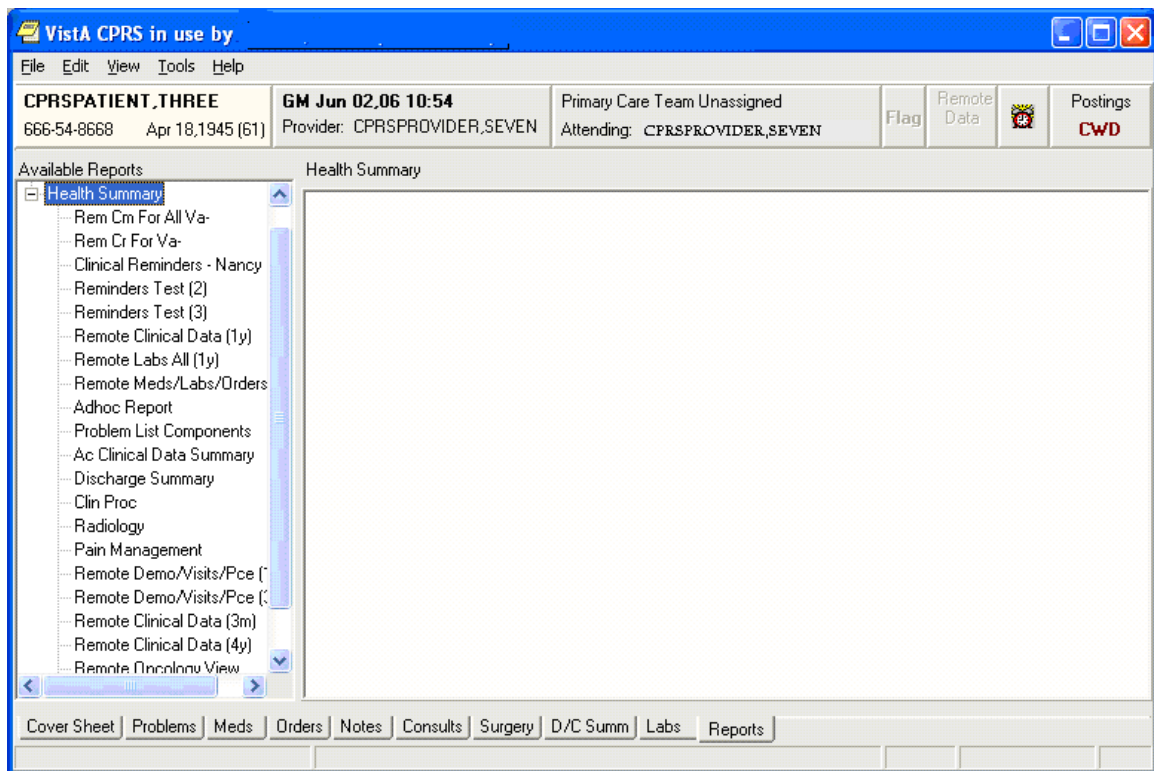 VistA CPRS in use by
File Edit View Tools Help
CPRSPATIENT,THREE
666-54-8668 Apr 18,1945 (61)
GM Jun 02,06 10:54
Provider: CPRSPROVIDER,SEVEN
Primary Care Team Unassigned
Attending: CPRSPROVIDER,SEVEN
Flag
Remote
Data
Postings
CWD
Available Reports
Health Summary
Health Summary
Rem Cm For All Va-
Rem Cr For Va-
Clinical Reminders - Nancy
Reminders Test (2)
Reminders Test (3)
Remote Clinical Data (1y)
Remote Labs All (1y)
Remote Meds/Labs/Orders
Adhoc Report
Problem List Components
Ac Clinical Data Summary
Discharge Summary
Clin Proc
Radiology
Pain Management
Remote Demo/Visits/Pce (
Remote Demo/Visits/Pce (
Remote Clinical Data (3m)
Remote Clinical Data (4y)
Remote Oncology View
Cover Sheet Problems Meds Orders Notes Consults Surgery D/C Summ Labs Reports